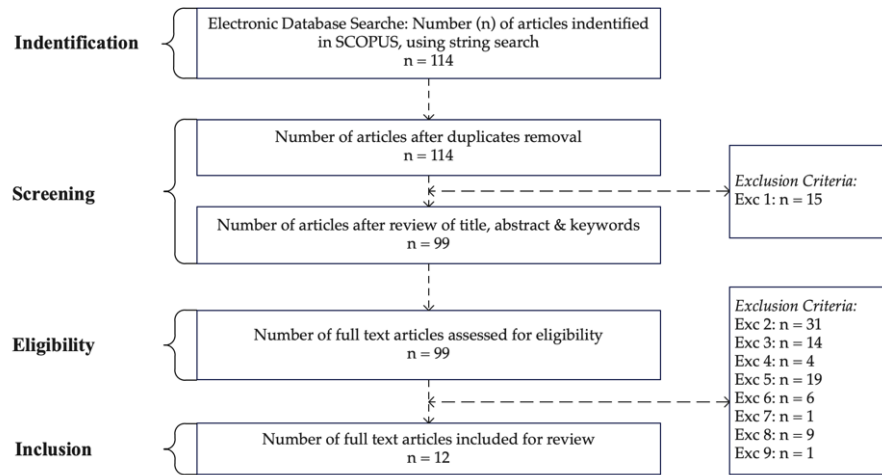 Indentification
Electronic Database Searche: Number (n) of articles indentified
in SCOPUS, using string search
n = 114
Screening
Number of articles after duplicates removal
n = 114
Exclusion Criteria:
Exc 1: n = 15
Number of articles after review of title, abstract & keywords
n = 99
Eligibility
Number of full text articles assessed for eligibility
n = 99
Exclusion Criteria:
Exc 2: n = 31
Exc 3: n = 14
Exc 4: n = 4
Exc 5: n = 19
Exc 6: n = 6
Exc 7: n = 1
Exc 8: n = 9
Exc 9: n = 1
Inclusion
Number of full text articles included for review
n = 12